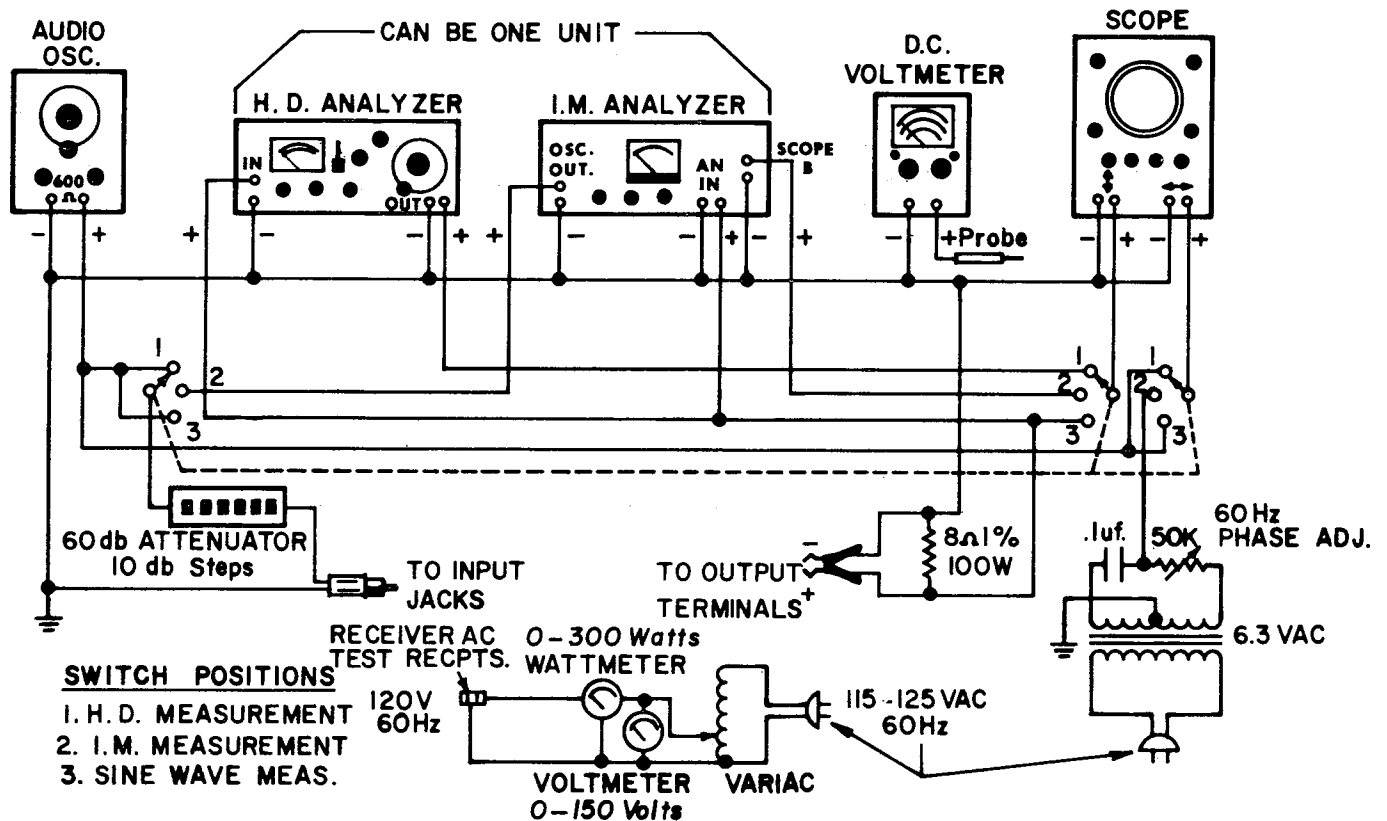 AUDIO
OSC.
CAN BE ONE UNIT
D.C.
VOLTMETER
SCOPE
H. D. ANALYZER
I.M. ANALYZER
600
Ω
IN
OUT
OSC.
OUT.
AN
IN
SCOPE
B
- +
+ -
- +
+ -
- + - +
- +Probe
- + - +
1
2
3
1
2
3
1
2
3
60db ATTENUATOR
10 db Steps
TO INPUT
JACKS
-
TO OUTPUT
TERMINALS+
8Ω1%
100W
.1uf.
50K
60Hz
PHASE ADJ.
6.3 VAC
RECEIVER AC
TEST RECPTS.
0-300 Watts
WATTMETER
120V
60Hz
115--125 VAC
60Hz
VOLTMETER
0-150 Volts
VARIAC
SWITCH POSITIONS
1. H. D. MEASUREMENT
2. I.M. MEASUREMENT
3. SINE WAVE MEAS.